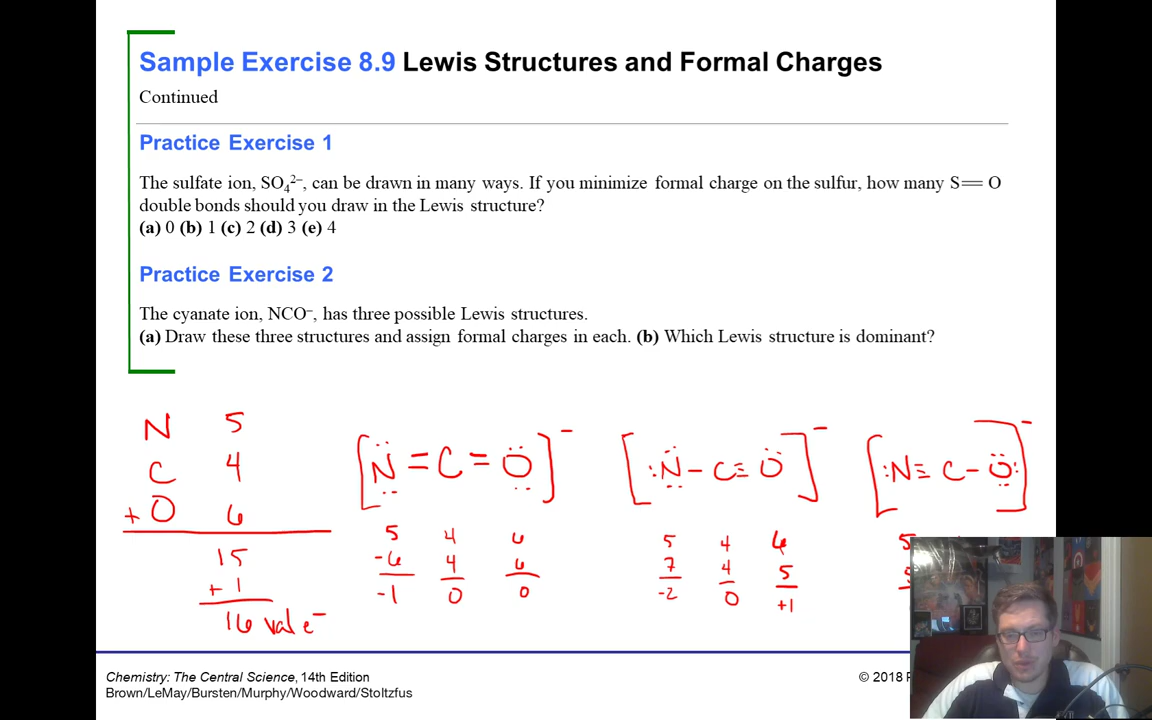 Sample Exercise 8.9 Lewis Structures and Formal Charges
Continued
Practice Exercise 1
The sulfate ion, SO₄²⁻, can be drawn in many ways. If you minimize formal charge on the sulfur, how many S=O
double bonds should you draw in the Lewis structure?
(a) 0 (b) 1 (c) 2 (d) 3 (e) 4
Practice Exercise 2
The cyanate ion, NCO⁻, has three possible Lewis structures.
(a) Draw these three structures and assign formal charges in each. (b) Which Lewis structure is dominant?
N 5
C 4
+ O 6
15
+ 1
16 val e⁻
[N=C=O]⁻ [:N-C≡O]⁻ [:N≡C-O:]⁻
5 4 6 5 4 6 5
-6 4 6 7 4 5
-1 0 0 -2 0 +1
Chemistry: The Central Science, 14th Edition
Brown/LeMay/Bursten/Murphy/Woodward/Stoltzfus
© 2018